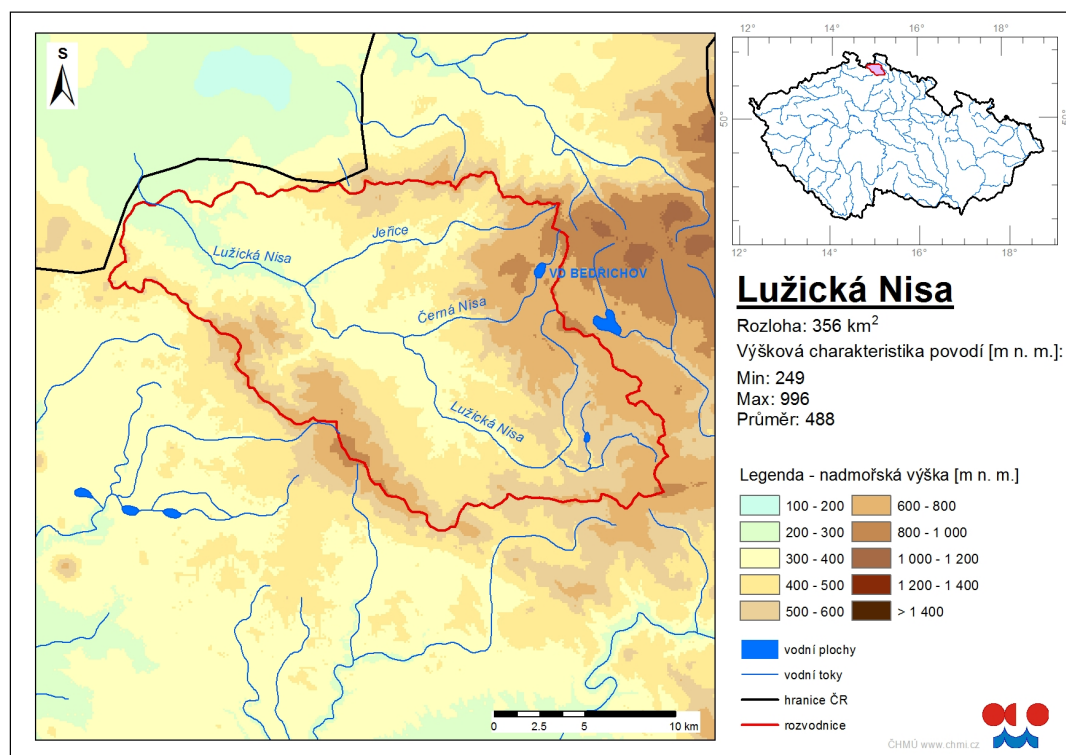 S
Jeřice
Lužická Nisa
VD BEDŘICHOV
Černá Nisa
Lužická Nisa
0 2.5 5 10 km
12° 14° 16° 18°
50° 50°
12° 14° 16° 18°
Lužická Nisa
Rozloha: 356 km²
Výšková charakteristika povodí [m n. m.]:
Min: 249
Max: 996
Průměr: 488
Legenda - nadmořská výška [m n. m.]
100 - 200 600 - 800
200 - 300 800 - 1 000
300 - 400 1 000 - 1 200
400 - 500 1 200 - 1 400
500 - 600 > 1 400
vodní plochy
vodní toky
hranice ČR
rozvodnice
ČHMÚ www.chmi.cz